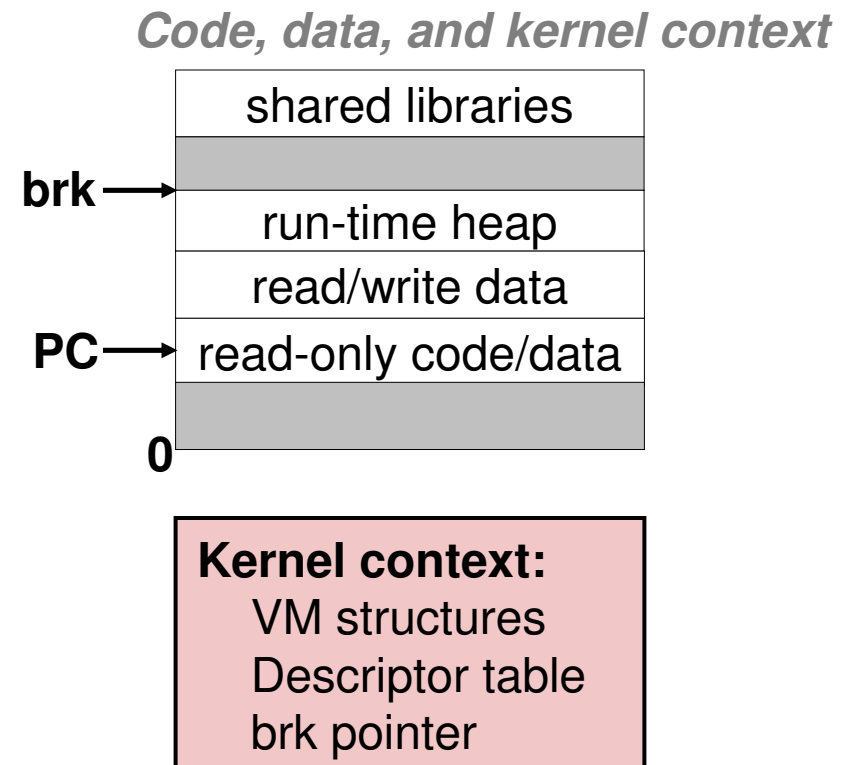 Code, data, and kernel context
shared libraries
brk
run-time heap
read/write data
PC
read-only code/data
0
Kernel context:
VM structures
Descriptor table
brk pointer